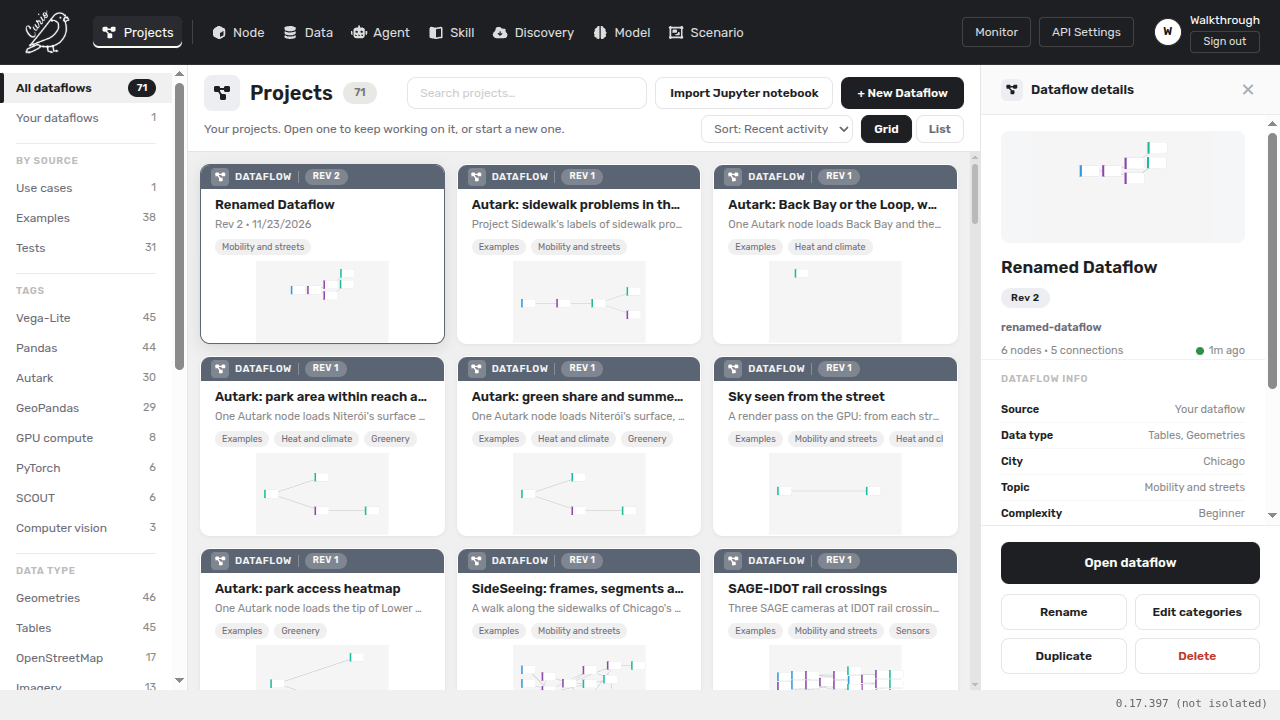 Curio
Projects
Node
Data
Agent
Skill
Discovery
Model
Scenario
Monitor
API Settings
W
Walkthrough
Sign out
All dataflows 71
Your dataflows 1
BY SOURCE
Use cases 1
Examples 38
Tests 31
TAGS
Vega-Lite 45
Pandas 44
Autark 30
GeoPandas 29
GPU compute 8
PyTorch 6
SCOUT 6
Computer vision 3
DATA TYPE
Geometries 46
Tables 45
OpenStreetMap 17
Imagery 13
Projects 71
Search projects...
Import Jupyter notebook
+ New Dataflow
Your projects. Open one to keep working on it, or start a new one.
Sort: Recent activity
Grid
List
DATAFLOW REV 2
Renamed Dataflow
Rev 2 • 11/23/2026
Mobility and streets
DATAFLOW REV 1
Autark: sidewalk problems in th...
Project Sidewalk's labels of sidewalk pro...
Examples Mobility and streets
DATAFLOW REV 1
Autark: Back Bay or the Loop, w...
One Autark node loads Back Bay and the...
Examples Heat and climate
DATAFLOW REV 1
Autark: park area within reach a...
One Autark node loads Niterói's surface ...
Examples Heat and climate Greenery
DATAFLOW REV 1
Autark: green share and summe...
One Autark node loads Niterói's surface, ...
Examples Heat and climate Greenery
DATAFLOW REV 1
Sky seen from the street
A render pass on the GPU: from each str...
Examples Mobility and streets Heat and cl
DATAFLOW REV 1
Autark: park access heatmap
One Autark node loads the tip of Lower ...
Examples Greenery
DATAFLOW REV 1
SideSeeing: frames, segments a...
A walk along the sidewalks of Chicago's ...
Examples Mobility and streets
DATAFLOW REV 1
SAGE-IDOT rail crossings
Three SAGE cameras at IDOT rail crossin...
Examples Mobility and streets Sensors
Dataflow details
Renamed Dataflow
Rev 2
renamed-dataflow
6 nodes • 5 connections 1m ago
DATAFLOW INFO
Source Your dataflow
Data type Tables, Geometries
City Chicago
Topic Mobility and streets
Complexity Beginner
Open dataflow
Rename
Edit categories
Duplicate
Delete
0.17.397 (not isolated)